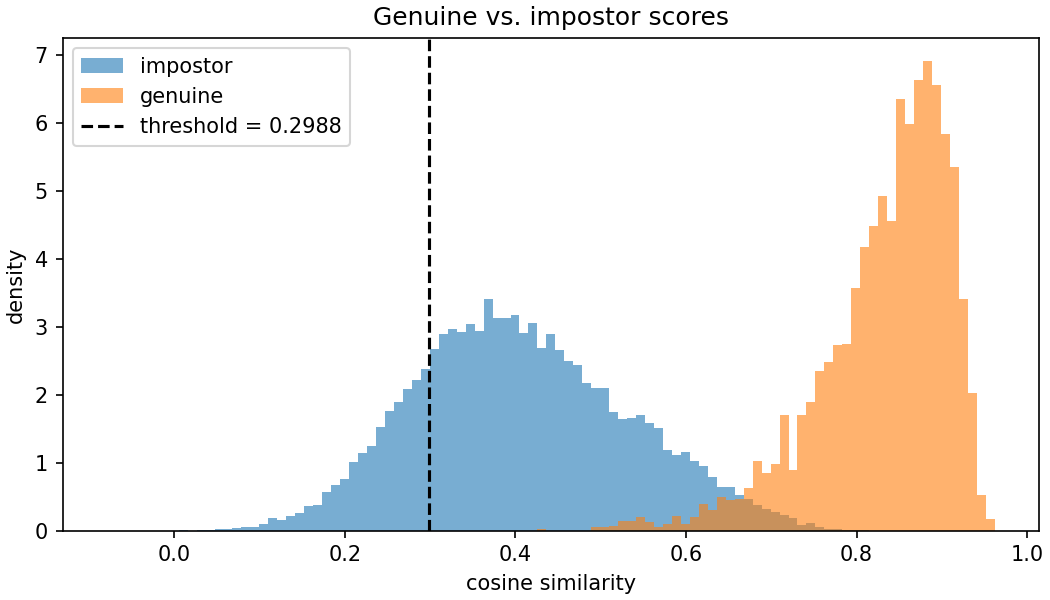 Genuine vs. impostor scores
impostor
genuine
threshold = 0.2988
density
7
6
5
4
3
2
1
0
0.0 0.2 0.4 0.6 0.8 1.0
cosine similarity